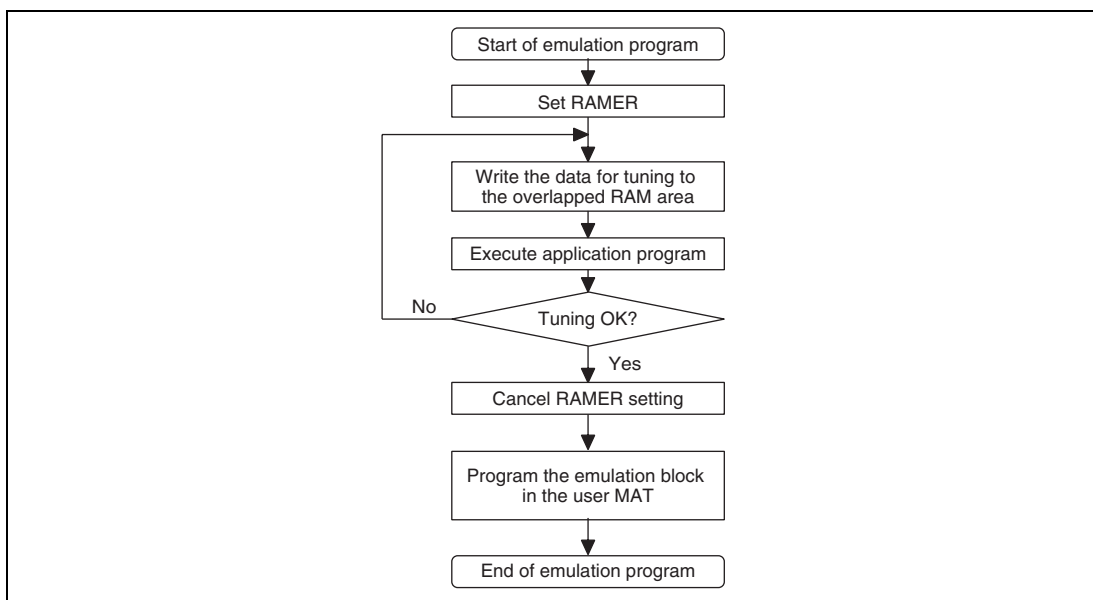 Start of emulation program
Set RAMER
Write the data for tuning to
the overlapped RAM area
Execute application program
No
Tuning OK?
Yes
Cancel RAMER setting
Program the emulation block
in the user MAT
End of emulation program